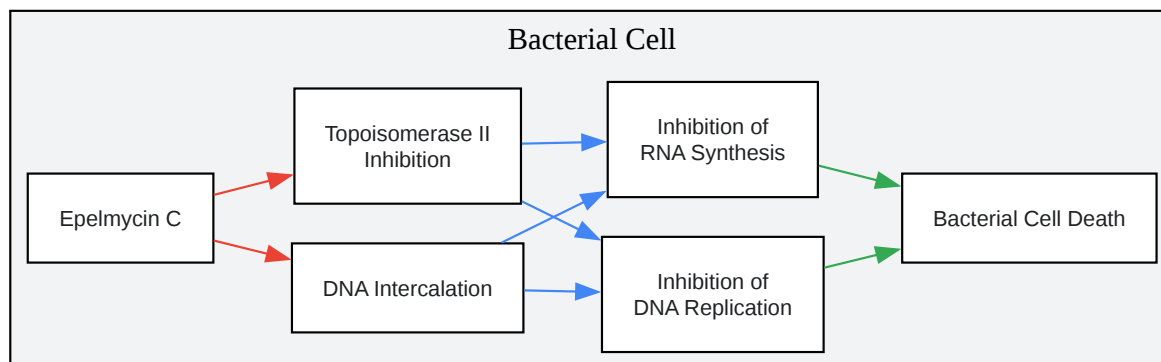 Bacterial Cell
Epelmycin C
Topoisomerase II
Inhibition
DNA Intercalation
Inhibition of
RNA Synthesis
Inhibition of
DNA Replication
Bacterial Cell Death